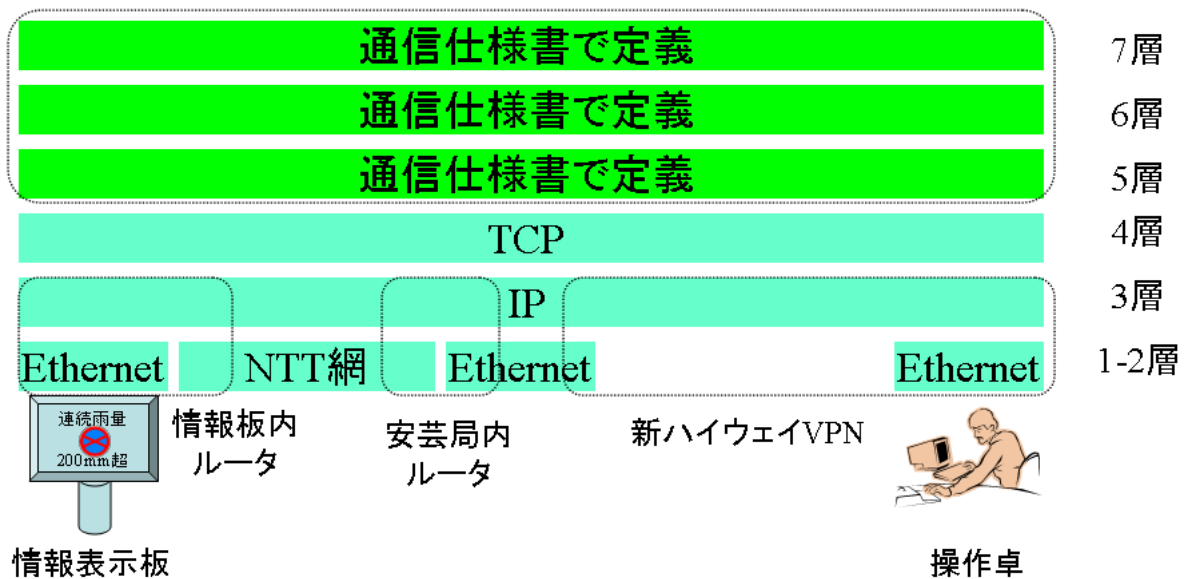 通信仕様書で定義
7層
通信仕様書で定義
6層
通信仕様書で定義
5層
TCP
4層
IP
3層
Ethernet
NTT網
Ethernet
Ethernet
1-2層
連続雨量
200mm超
情報板内
ルータ
安芸局内
ルータ
新ハイウェイVPN
情報表示板
操作卓